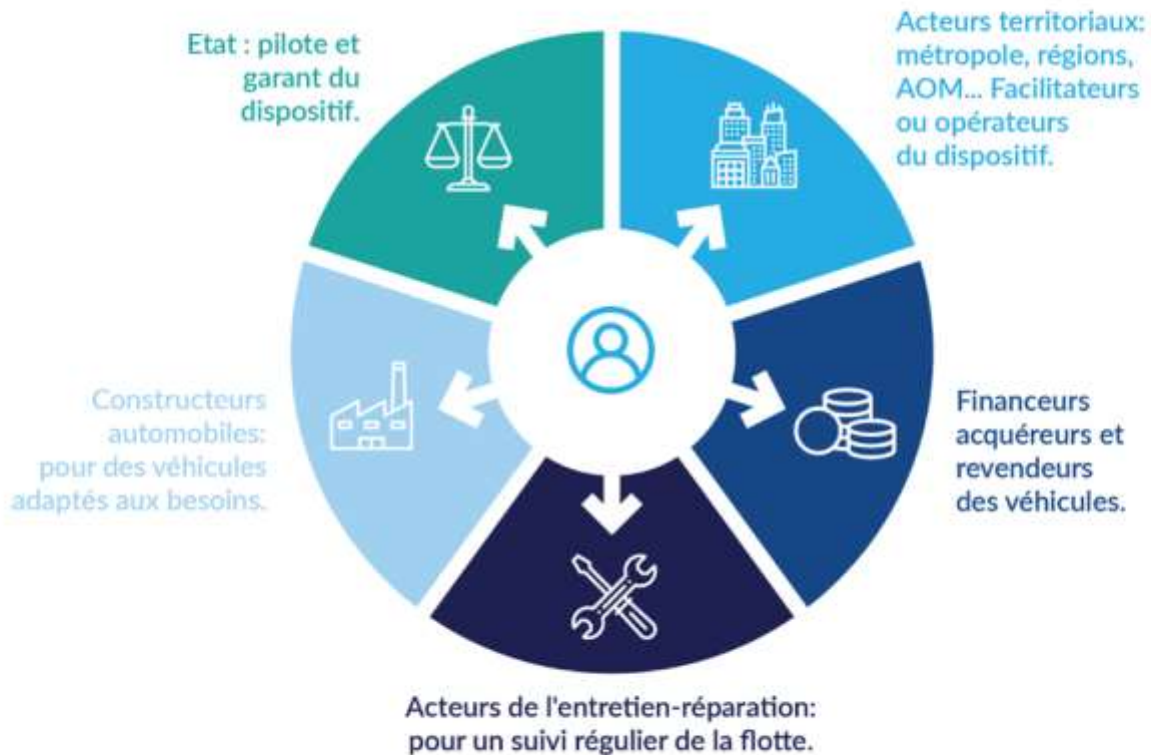 Etat : pilote et
garant du
dispositif.
Acteurs territoriaux:
métropole, régions,
AOM... Facilitateurs
ou opérateurs
du dispositif.
Constructeurs
automobiles:
pour des véhicules
adaptés aux besoins.
Financeurs
acquéreurs et
revendeurs
des véhicules.
Acteurs de l'entretien-réparation:
pour un suivi régulier de la flotte.